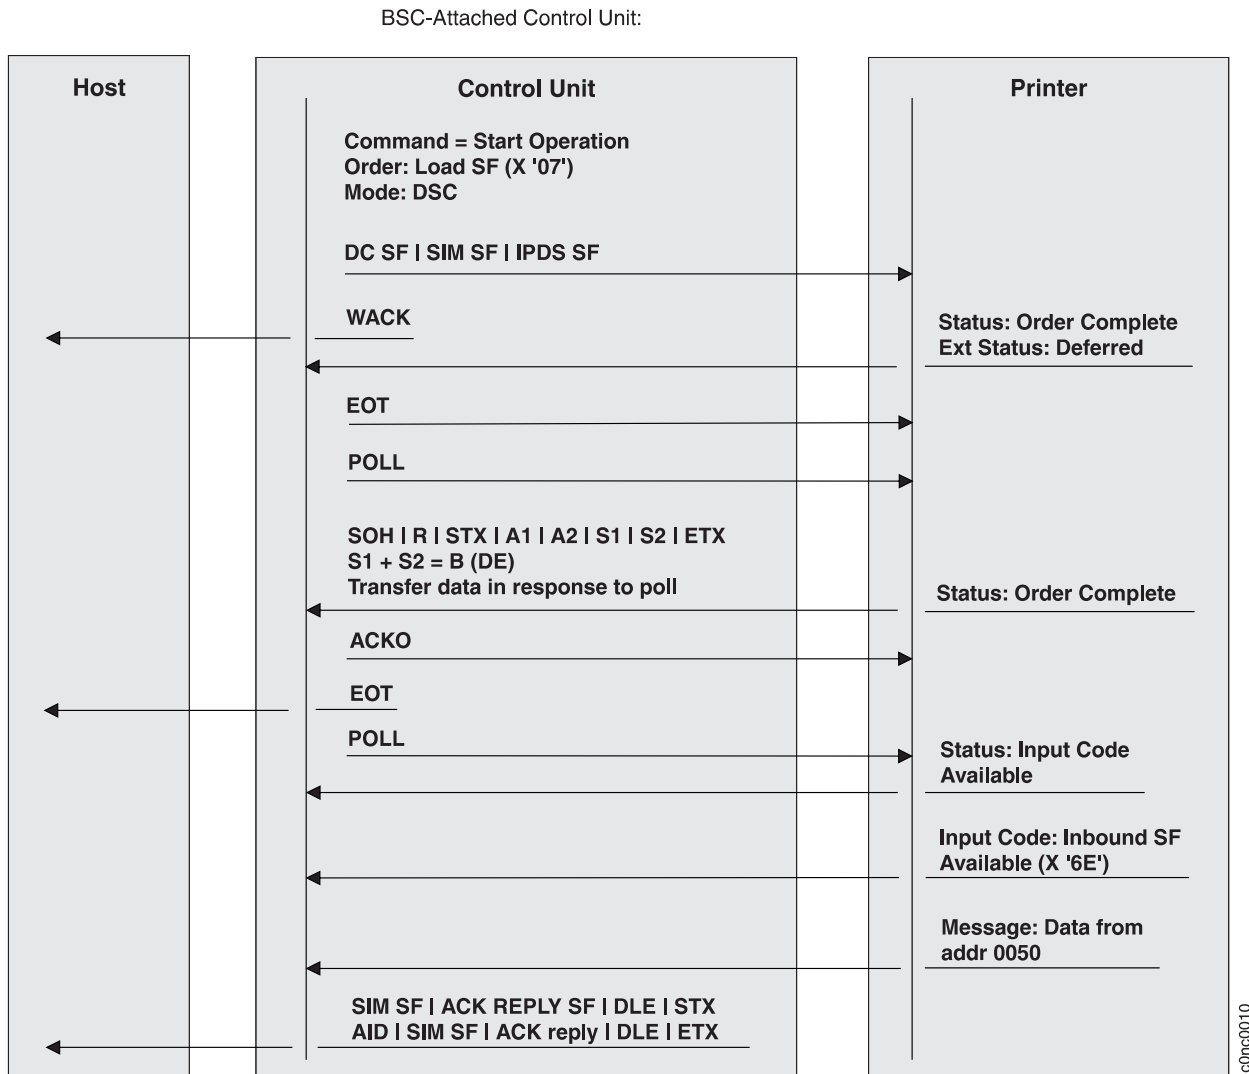 BSC-Attached Control Unit:
Host
Control Unit
Printer
Command = Start Operation
Order: Load SF (X '07')
Mode: DSC
DC SF | SIM SF | IPDS SF
WACK
Status: Order Complete
Ext Status: Deferred
EOT
POLL
SOH | R | STX | A1 | A2 | S1 | S2 | ETX
S1 + S2 = B (DE)
Transfer data in response to poll
Status: Order Complete
ACKO
EOT
POLL
Status: Input Code
Available
Input Code: Inbound SF
Available (X '6E')
Message: Data from
addr 0050
SIM SF | ACK REPLY SF | DLE | STX
AID | SIM SF | ACK reply | DLE | ETX
c0nc0010